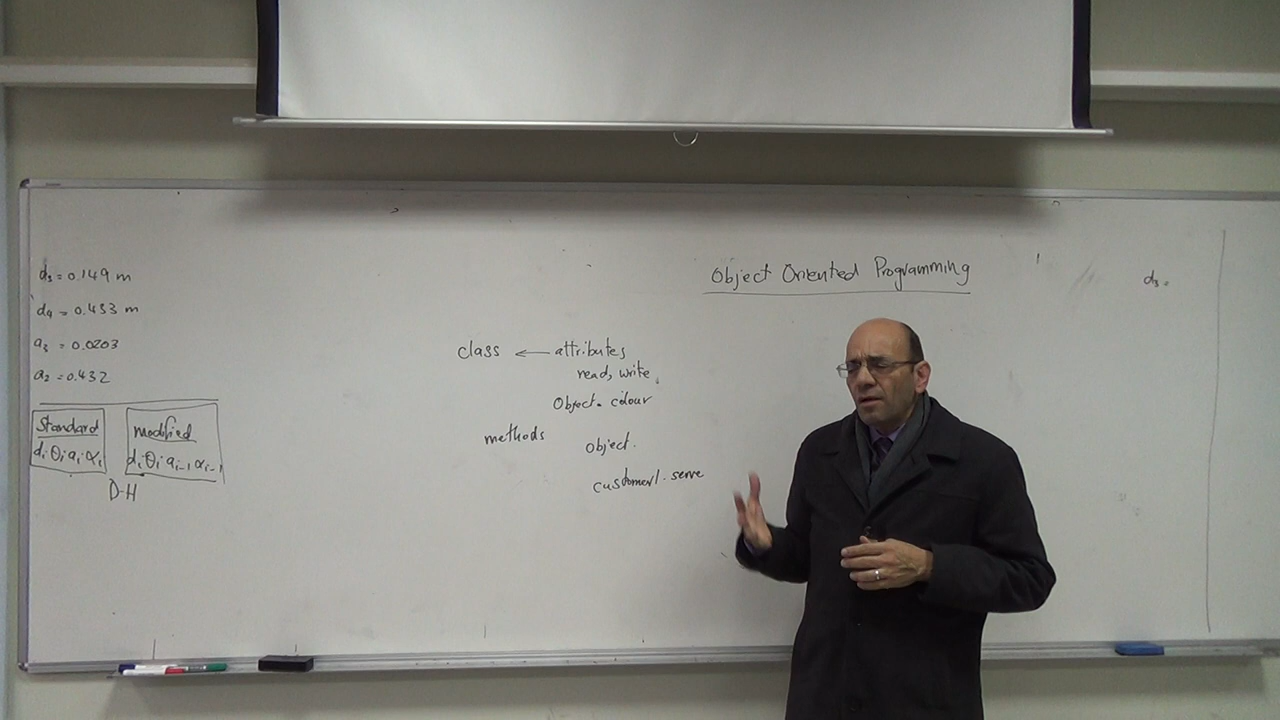 d₃ = 0.149 m
d₄ = 0.433 m
a₃ = 0.0203
a₂ = 0.432
Standard
dᵢ θᵢ aᵢ αᵢ
modified
dᵢ θᵢ aᵢ₋₁ αᵢ₋₁
D-H
Object Oriented Programming
class ← attributes
read, write
Object. colour
methods
object.
customer1. serve
d₃ =